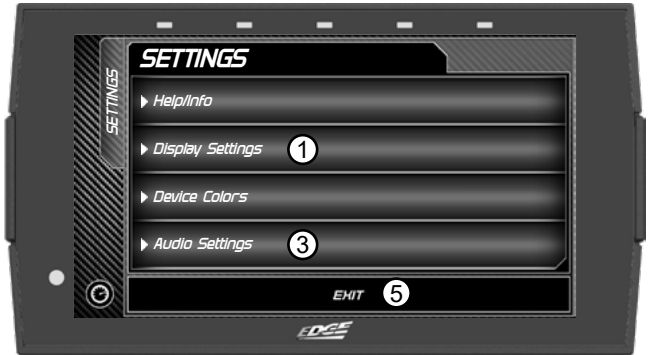 SETTINGS
SETTINGS
Help/Info
Display Settings 1
Device Colors
Audio Settings 3
EXIT 5
EDGE